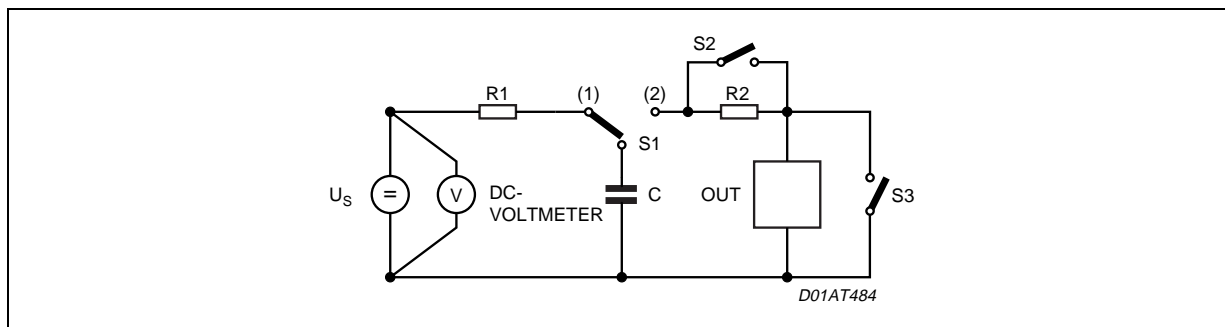 S2
R1
(1)
(2)
R2
S1
U_S
=
V
DC-
VOLTMETER
C
OUT
S3
D01AT484